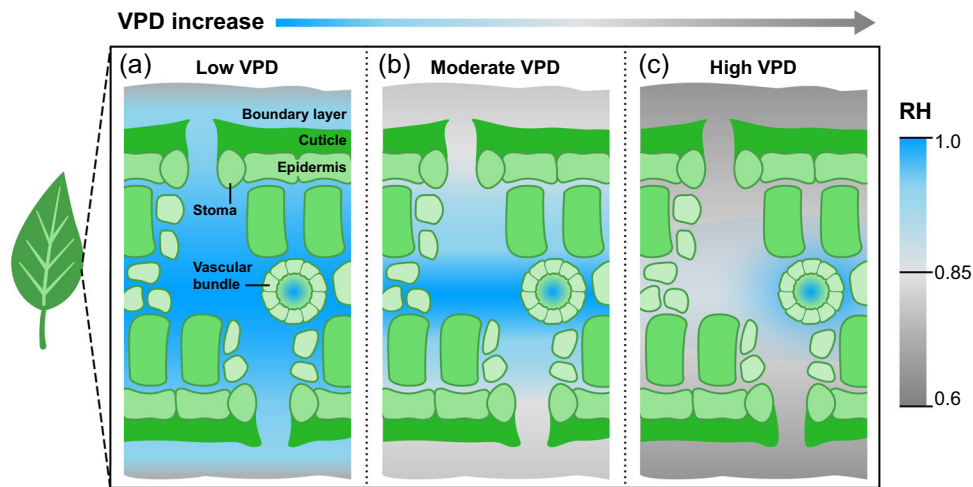 VPD increase
(a)
Low VPD
(b)
Moderate VPD
(c)
High VPD
Boundary layer
Cuticle
Epidermis
Stoma
Vascular
bundle
RH
1.0
0.85
0.6